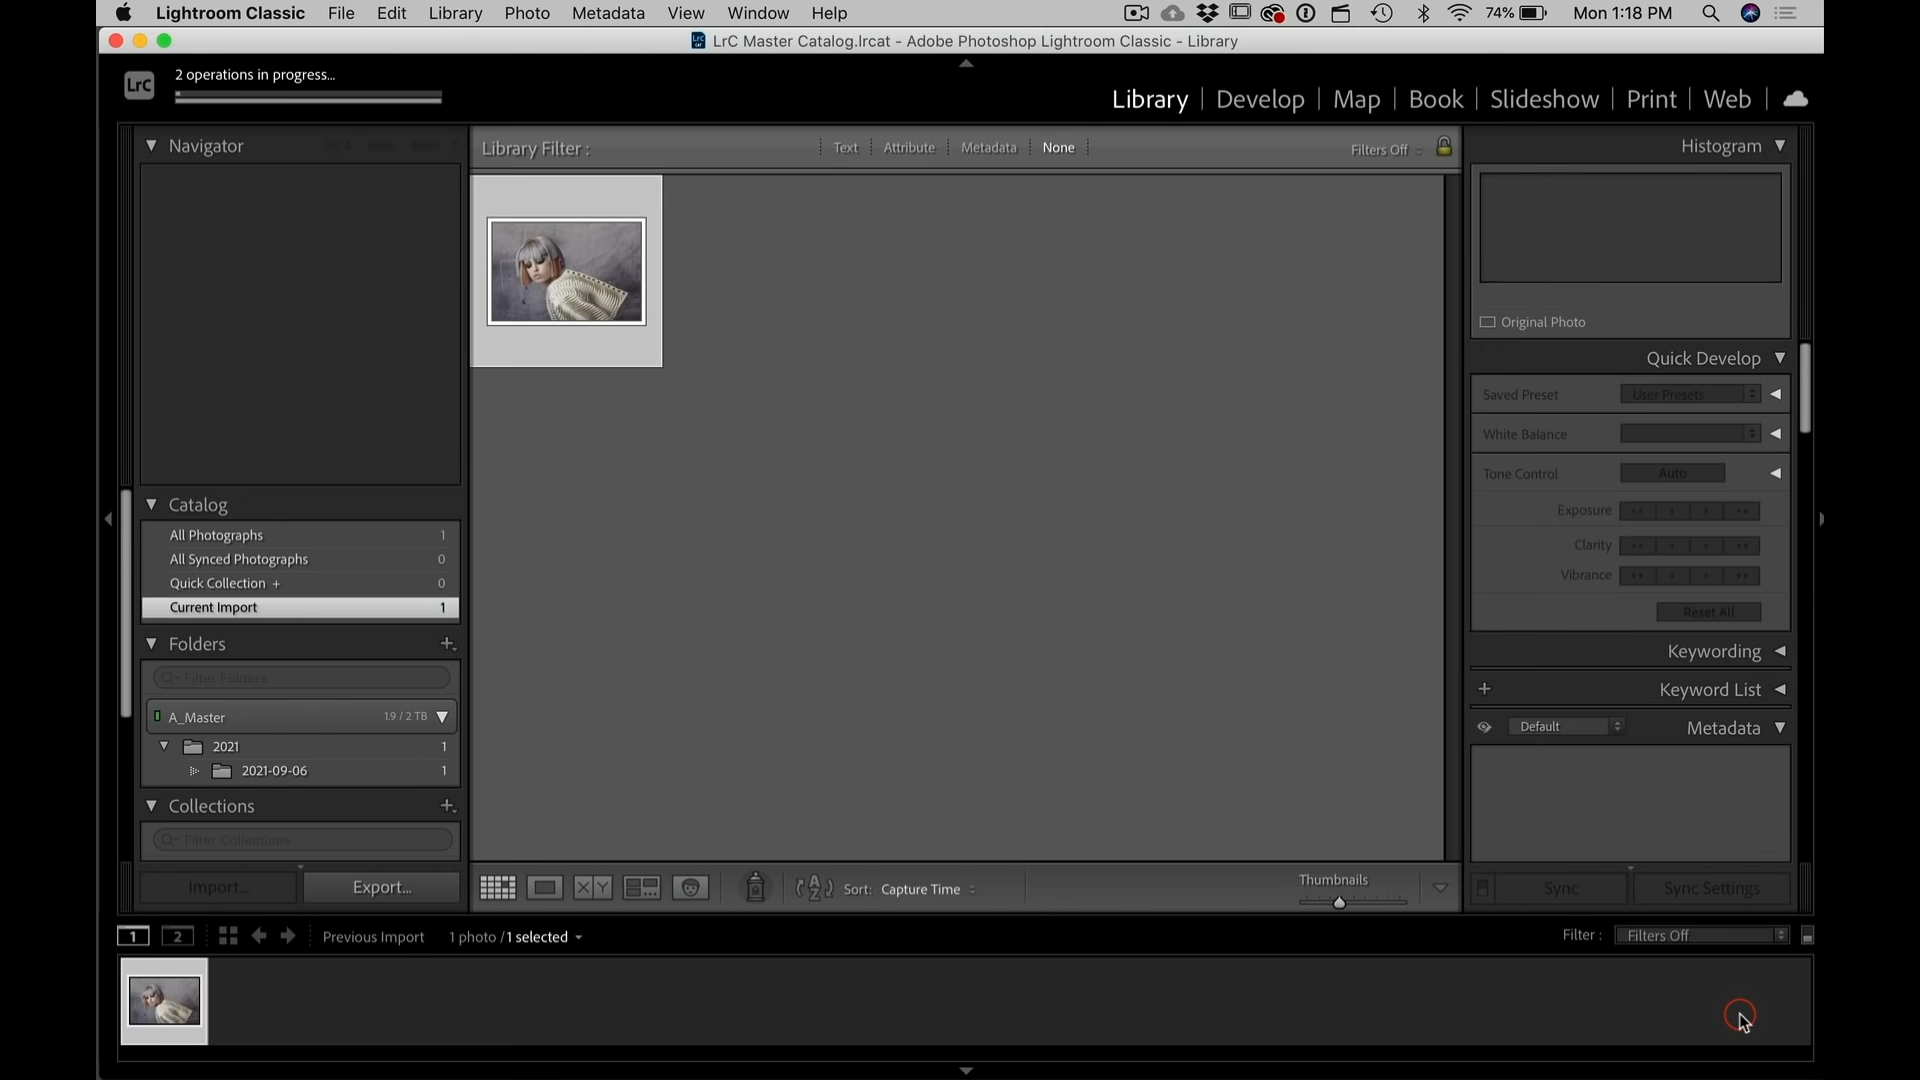 Lightroom Classic File Edit Library Photo Metadata View Window Help 74% Mon 1:18 PM
LrC Master Catalog.lrcat - Adobe Photoshop Lightroom Classic - Library
LrC
2 operations in progress...
Library Develop Map Book Slideshow Print Web
Navigator
Library Filter : Text Attribute Metadata None Filters Off
Histogram
Original Photo
Quick Develop
Saved Preset User Presets
White Balance
Tone Control Auto
Exposure
Clarity
Vibrance
Reset All
Keywording
Keyword List
Default Metadata
Catalog
All Photographs 1
All Synced Photographs 0
Quick Collection + 0
Current Import 1
Folders
Filter Folders
A_Master 1.9 / 2 TB
2021 1
2021-09-06 1
Collections
Filter Collections
Import... Export...
XY Sort: Capture Time Thumbnails
Sync Sync Settings
1 2 Previous Import 1 photo / 1 selected Filter : Filters Off